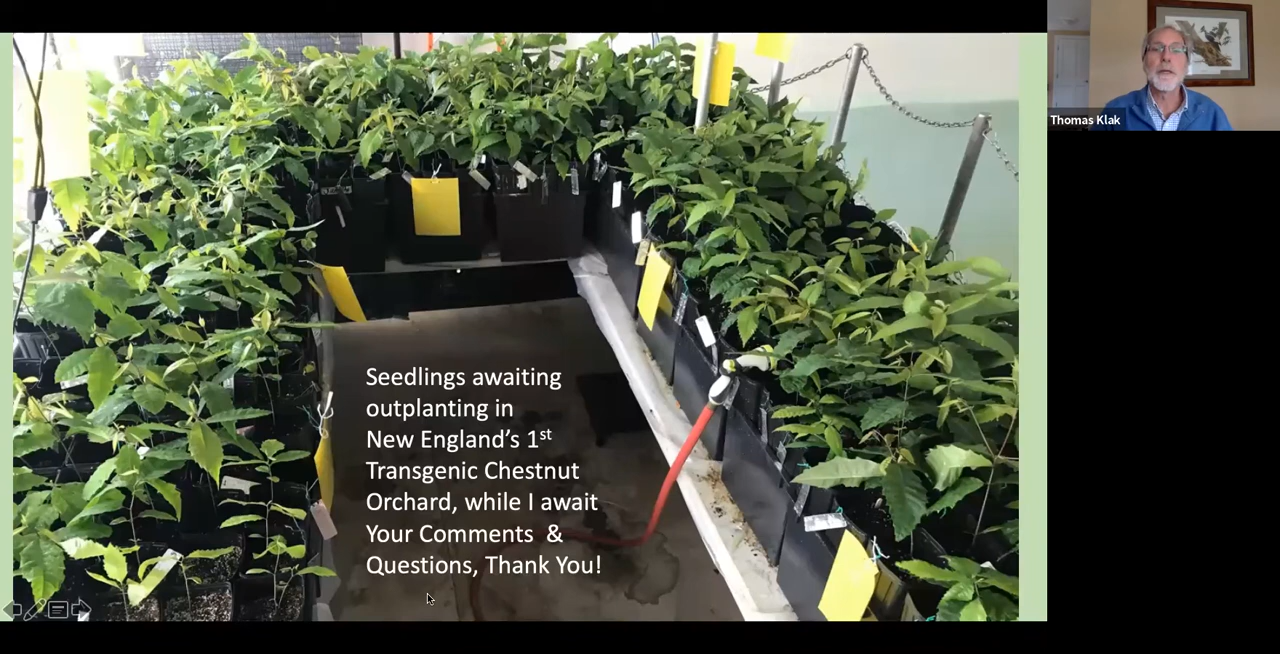 Thomas Klak
Seedlings awaiting
outplanting in
New England's 1st
Transgenic Chestnut
Orchard, while I await
Your Comments &
Questions, Thank You!